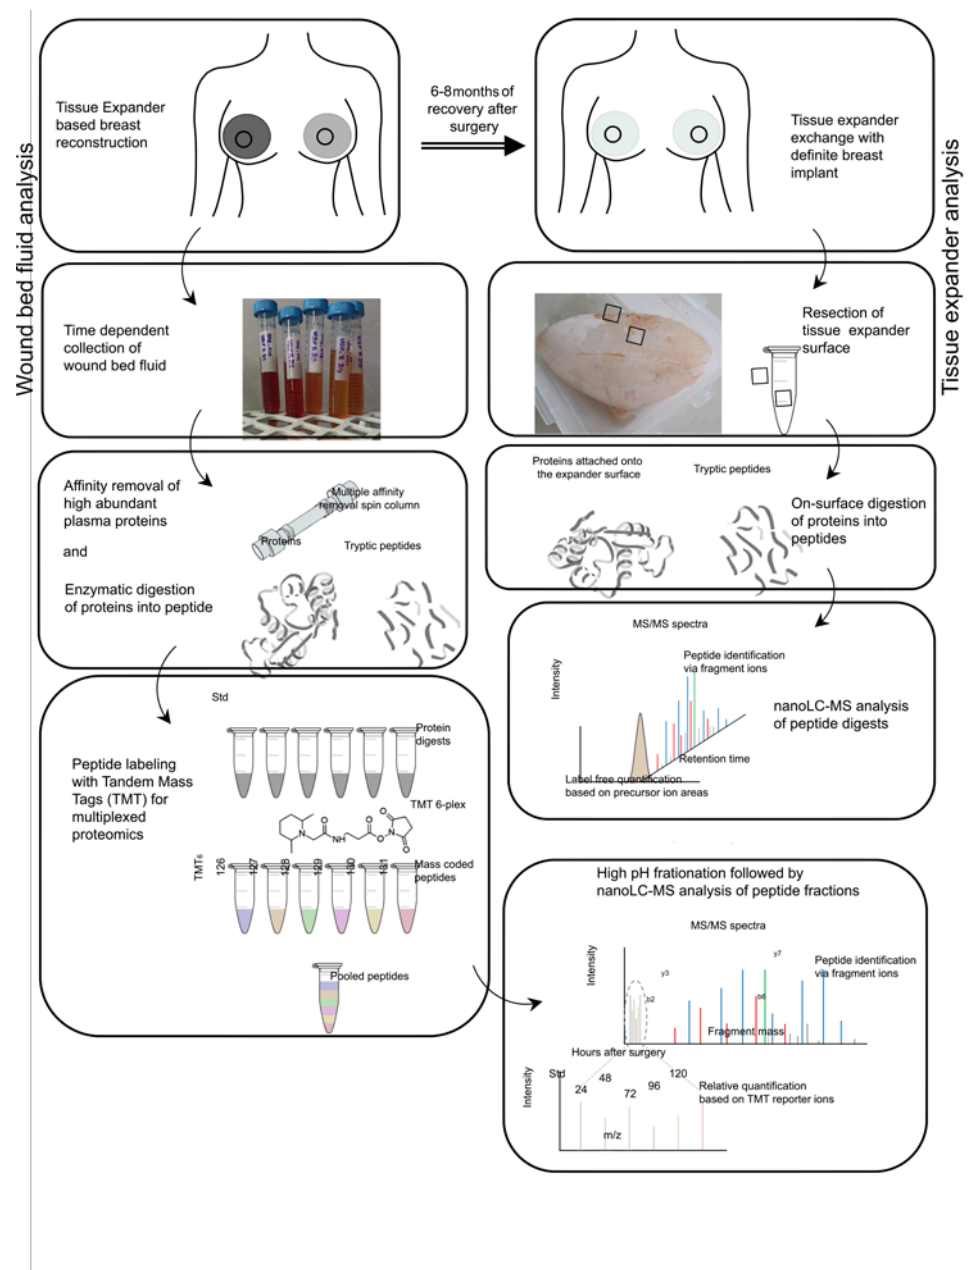 Tissue Expander
based breast
reconstruction
6-8months of
recovery after
surgery
Tissue expander
exchange with
definite breast
implant
Wound bed fluid analysis
Tissue expander analysis
Time dependent
collection of
wound bed fluid
Resection of
tissue expander
surface
Affinity removal of
high abundant
plasma proteins
and
Enzymatic digestion
of proteins into peptide
Multiple affinity
removal spin column
Proteins
Tryptic peptides
Proteins attached onto
the expander surface
Tryptic peptides
On-surface digestion
of proteins into
peptides
MS/MS spectra
Intensity
Peptide identification
via fragment ions
Retention time
Label free quantification
based on precursor ion areas
nanoLC-MS analysis
of peptide digests
Std
Protein
digests
Peptide labeling
with Tandem Mass
Tags (TMT) for
multiplexed
proteomics
TMT 6-plex
N
O
NH
O
O
N
O
O
TMT6
126
127
128
129
130
131
Mass coded
peptides
Pooled peptides
High pH frationation followed by
nanoLC-MS analysis of peptide fractions
MS/MS spectra
Intensity
y3
b2
y7
b6
Peptide identification
via fragment ions
Fragment mass
Hours after surgery
Intensity
Std
24
48
72
96
120
m/z
Relative quantification
based on TMT reporter ions